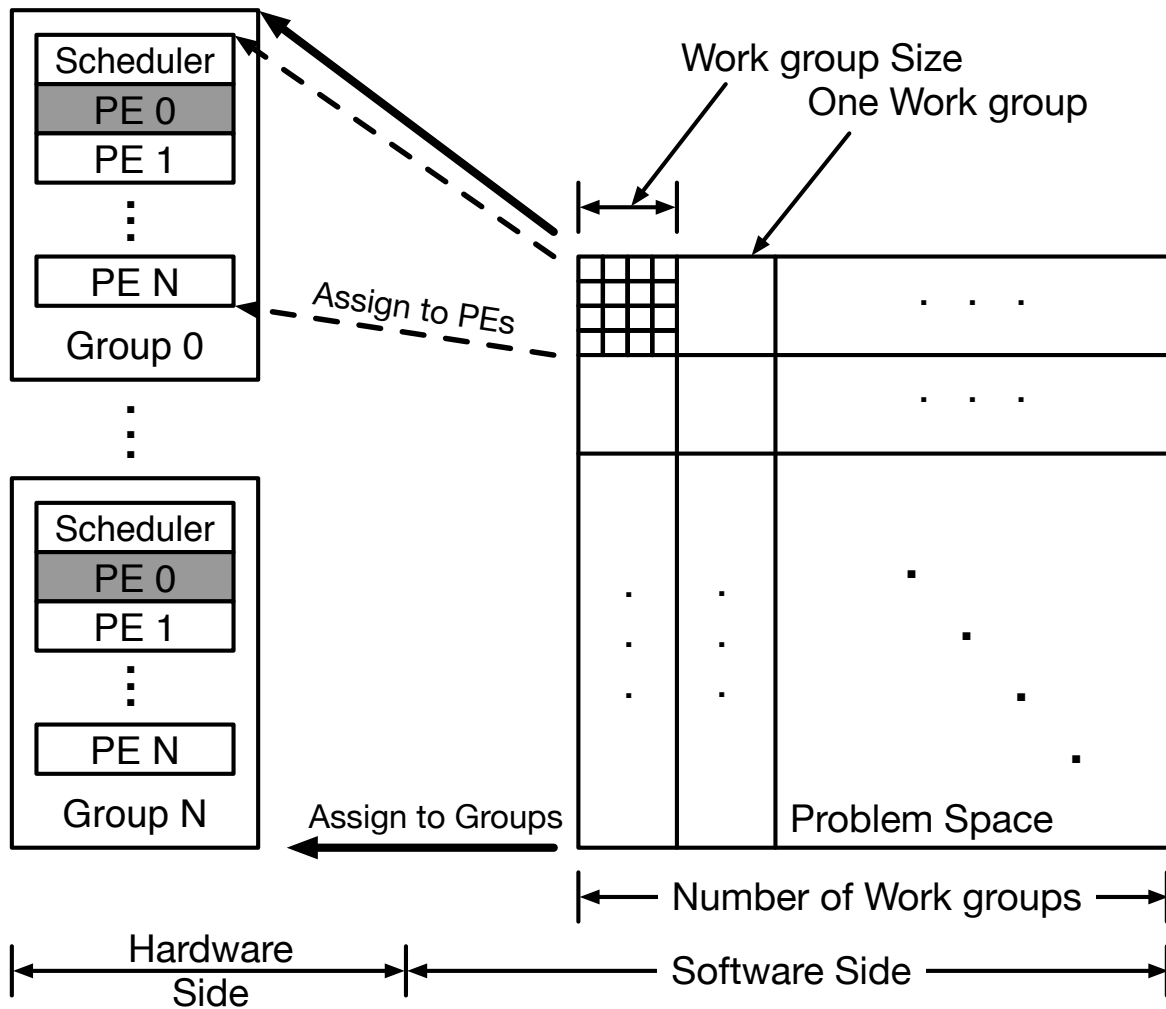 Scheduler
PE 0
PE 1
PE N
Group 0
Scheduler
PE 0
PE 1
PE N
Group N
Assign to PEs
Assign to Groups
Work group Size
One Work group
Problem Space
Number of Work groups
Hardware
Side
Software Side